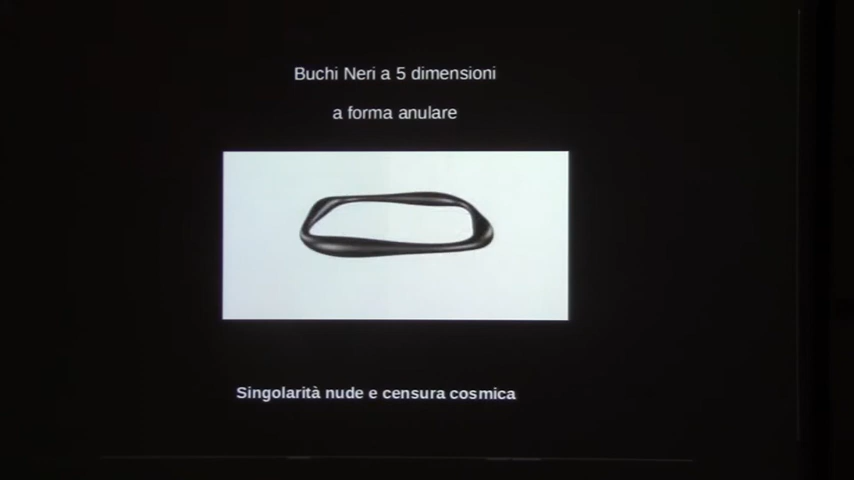 Buchi Neri a 5 dimensioni
a forma anulare
Singolarità nude e censura cosmica